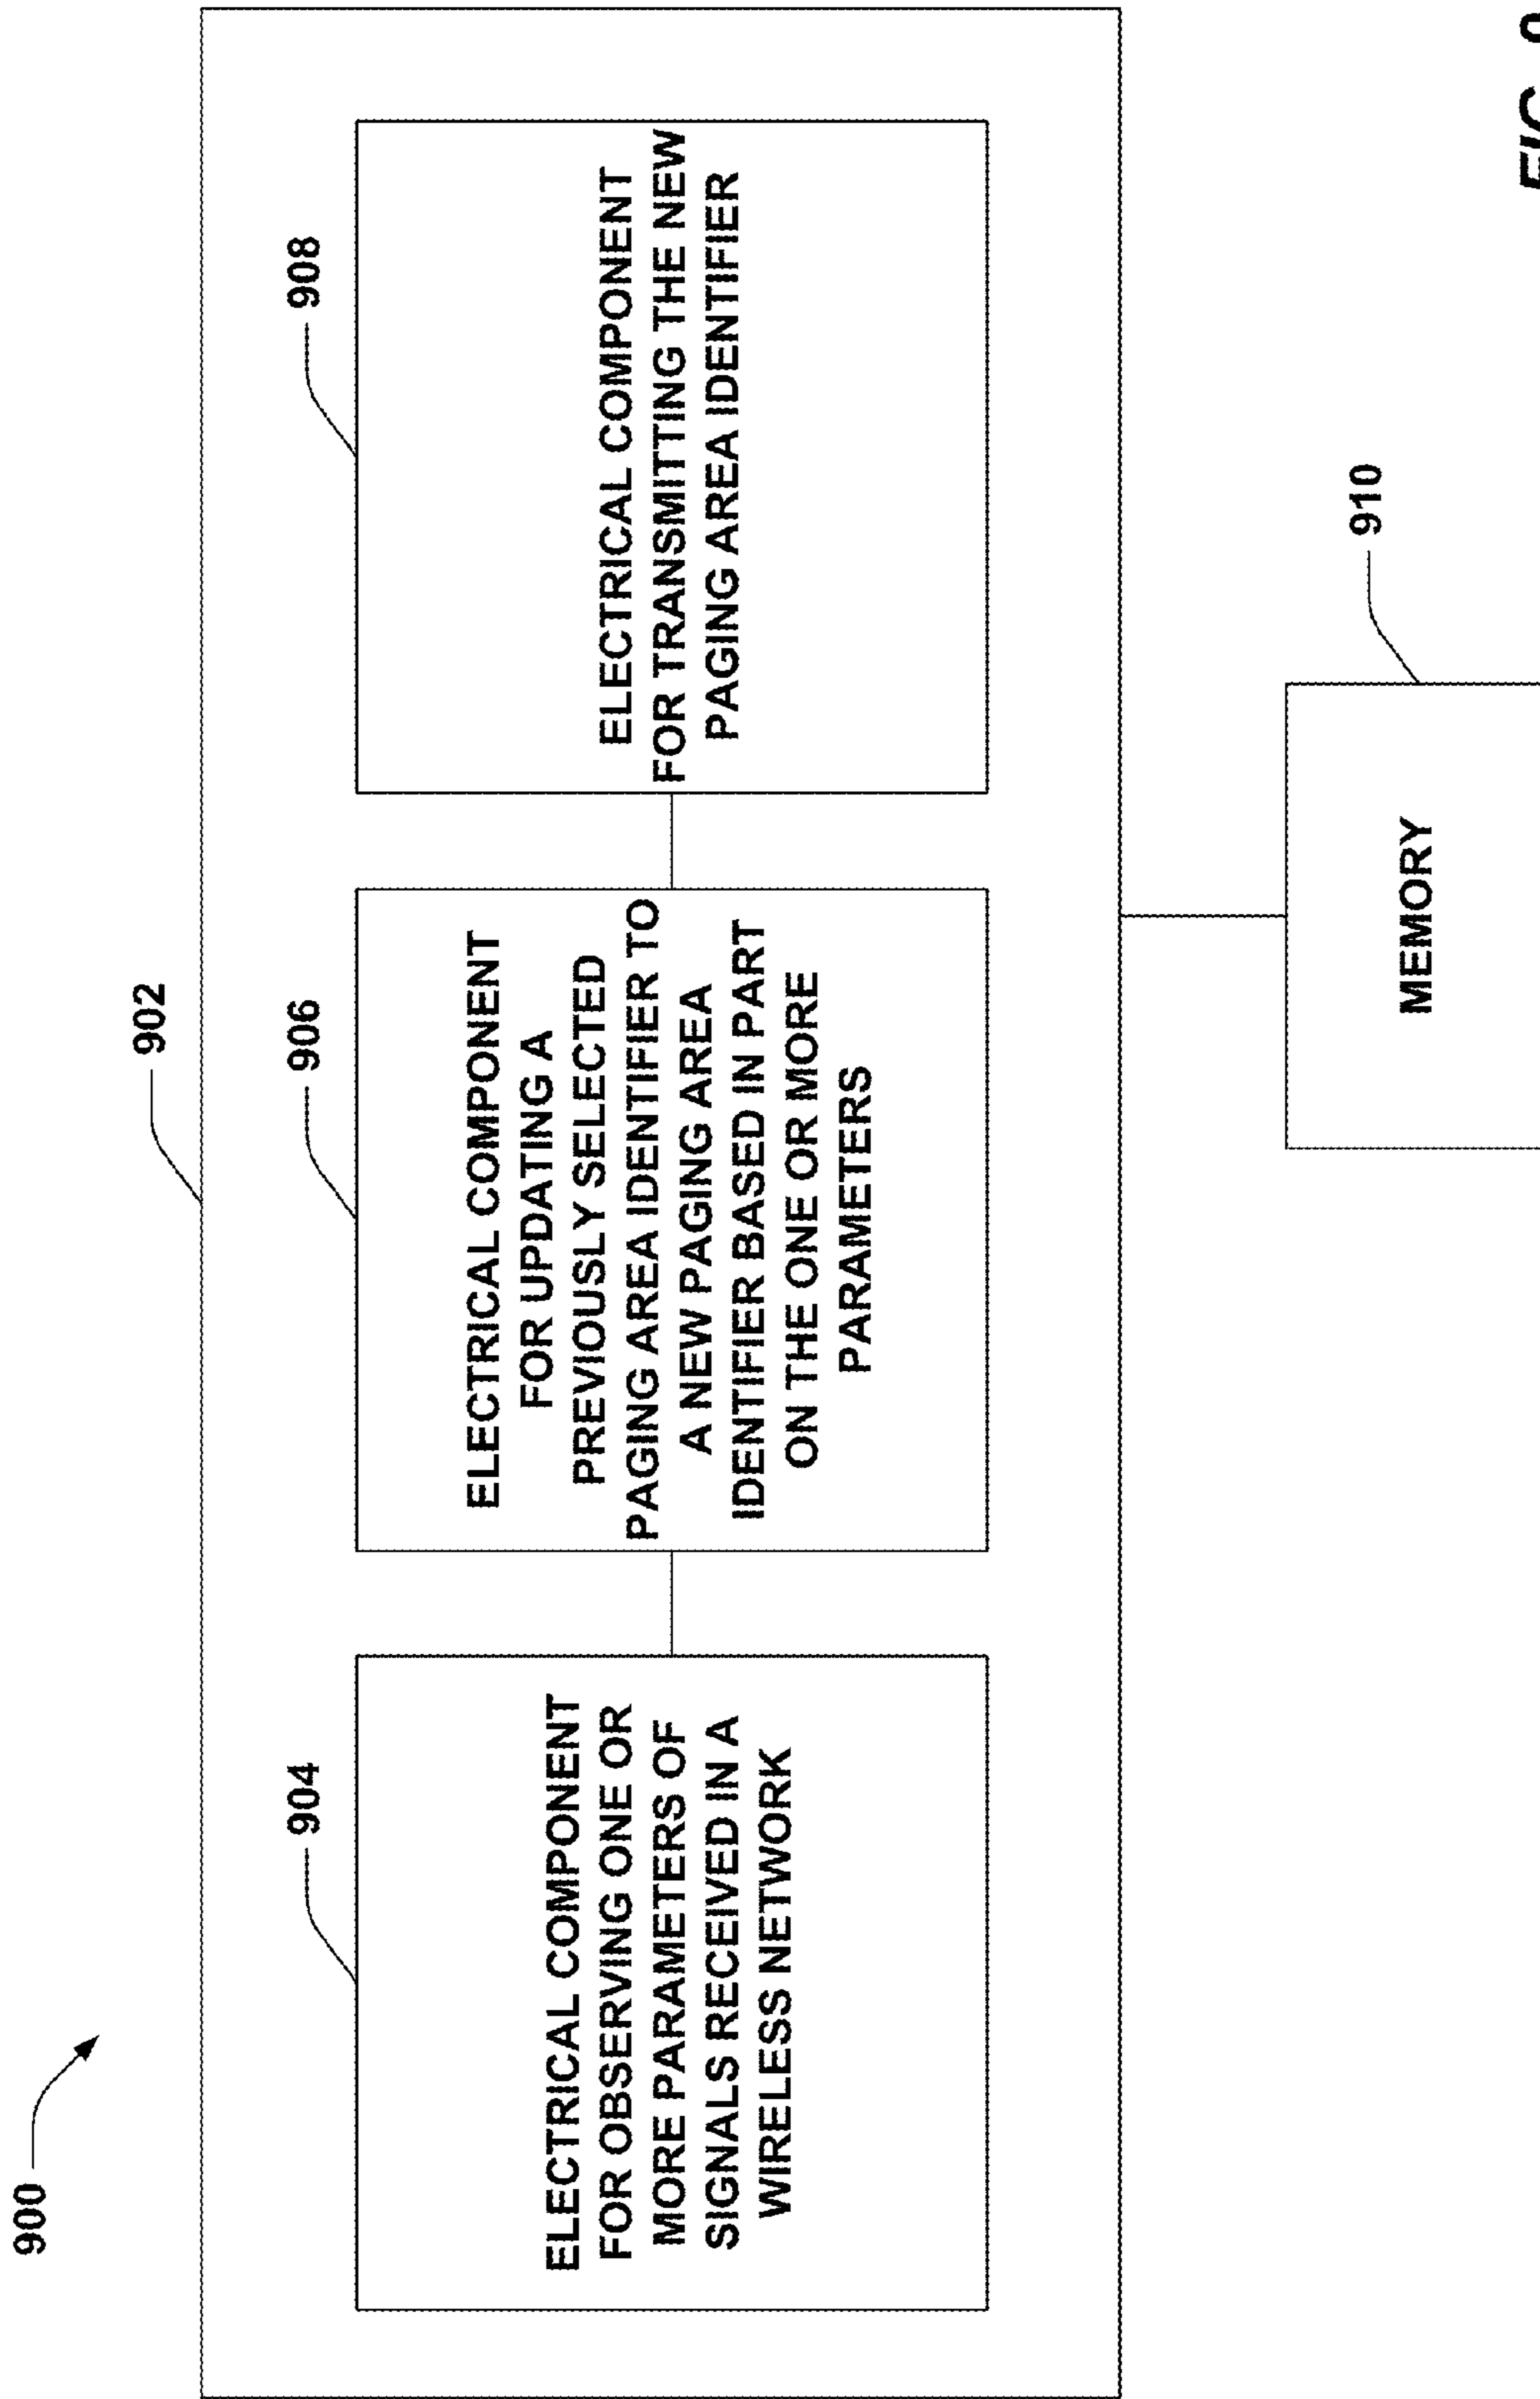 900
902
904
ELECTRICAL COMPONENT
FOR OBSERVING ONE OR
MORE PARAMETERS OF
SIGNALS RECEIVED IN A
WIRELESS NETWORK
906
ELECTRICAL COMPONENT
FOR UPDATING A
PREVIOUSLY SELECTED
PAGING AREA IDENTIFIER TO
A NEW PAGING AREA
IDENTIFIER BASED IN PART
ON THE ONE OR MORE
PARAMETERS
908
ELECTRICAL COMPONENT
FOR TRANSMITTING THE NEW
PAGING AREA IDENTIFIER
910
MEMORY
FIG.